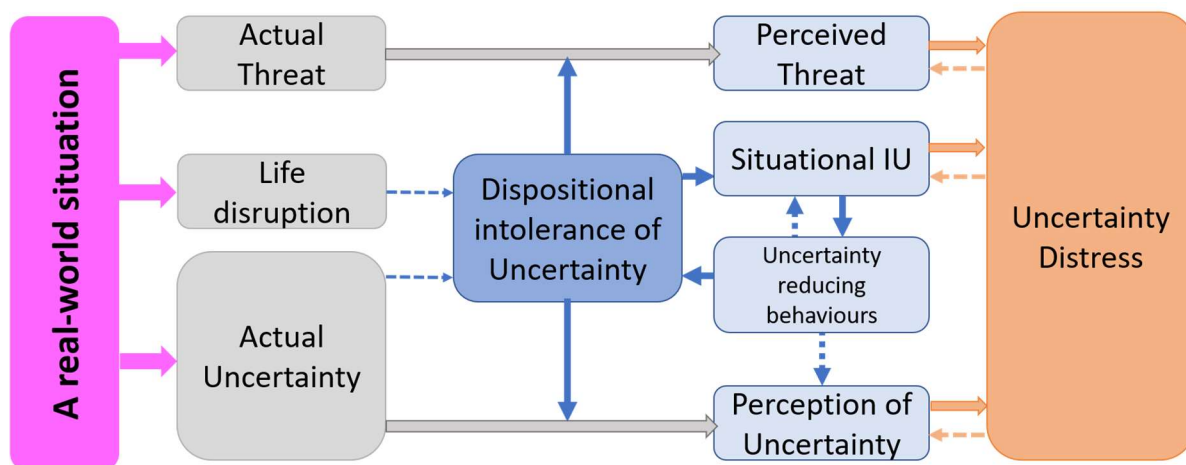 A real-world situation
Actual
Threat
Life
disruption
Actual
Uncertainty
Dispositional
intolerance of
Uncertainty
Perceived
Threat
Situational IU
Uncertainty
reducing
behaviours
Perception of
Uncertainty
Uncertainty
Distress